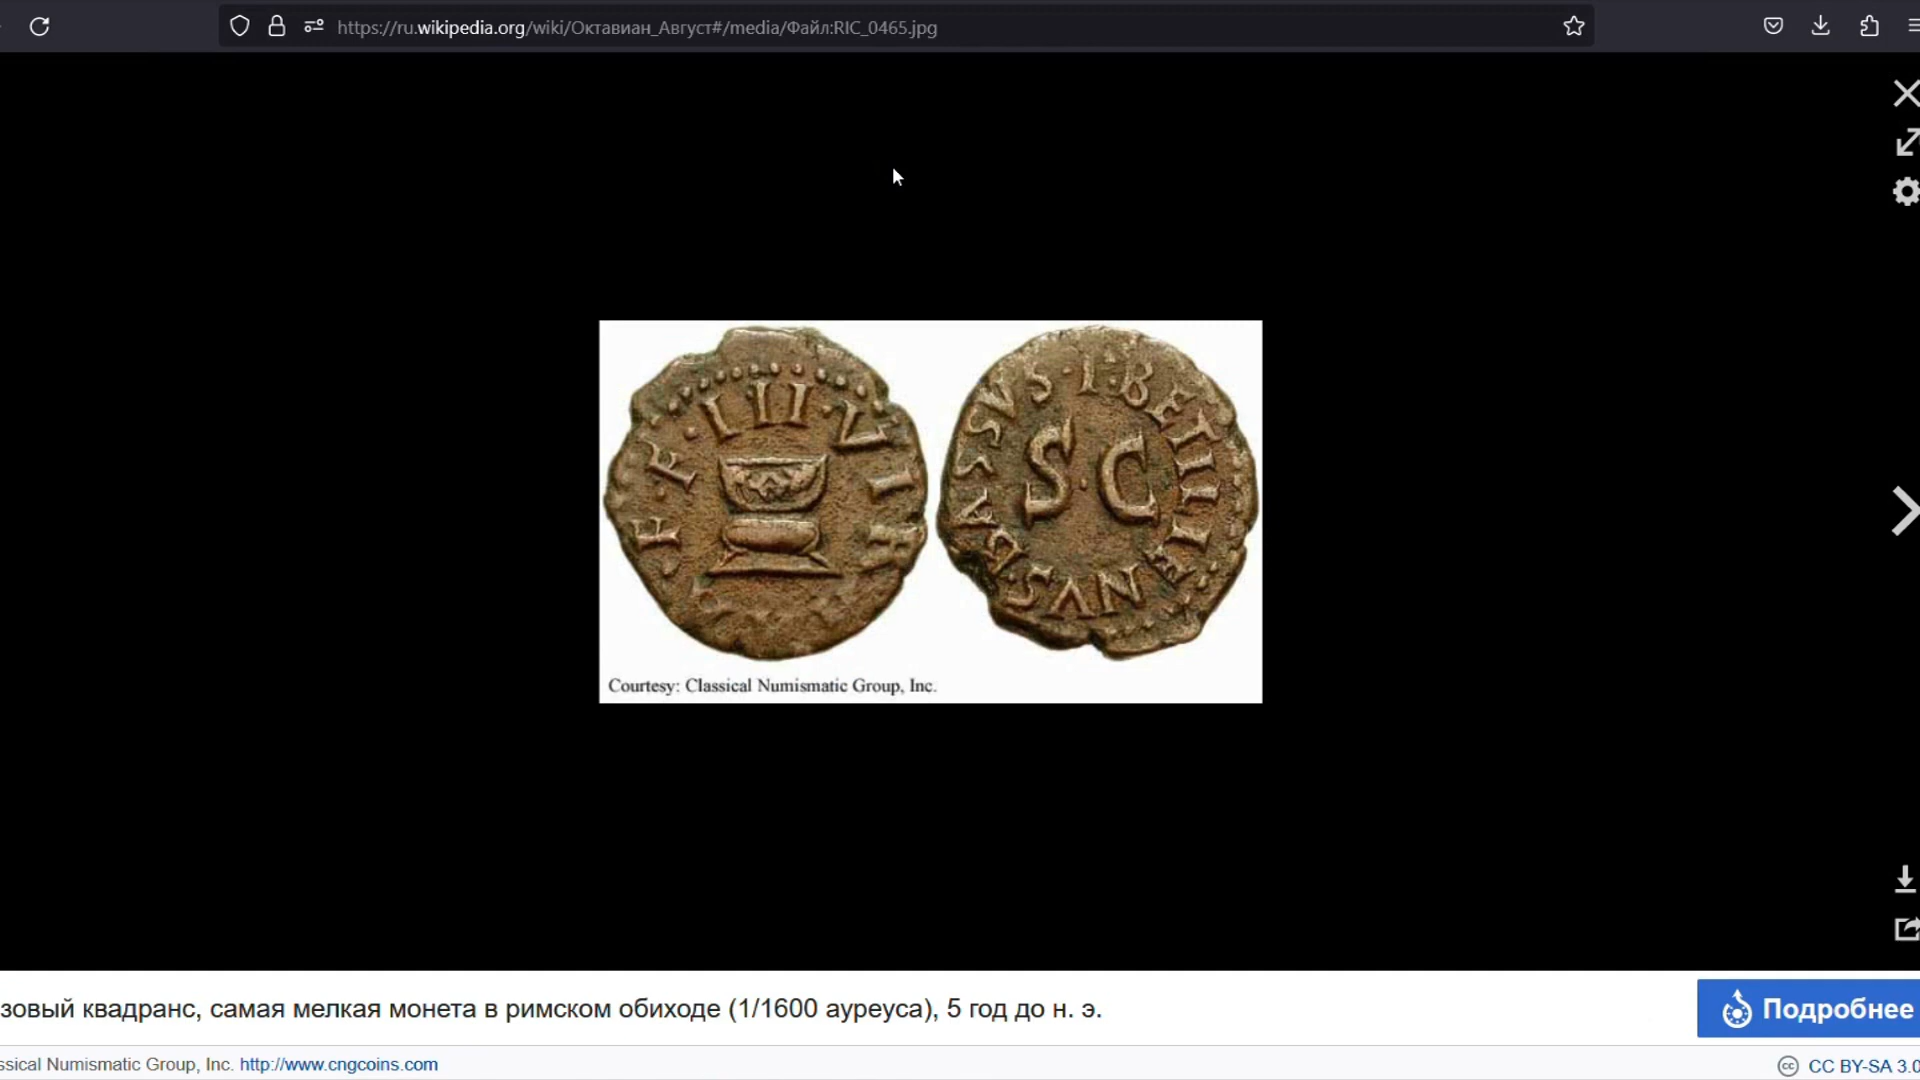 https://ru.wikipedia.org/wiki/Октавиан_Август#/media/Файл:RIC_0465.jpg
F·F·III·VIR
P·BETILIENVS·BASSVS
S·C
Courtesy: Classical Numismatic Group, Inc.
зовый квадранс, самая мелкая монета в римском обиходе (1/1600 ауреуса), 5 год до н. э.
Подробнее
ssical Numismatic Group, Inc. http://www.cngcoins.com
CC BY-SA 3.0